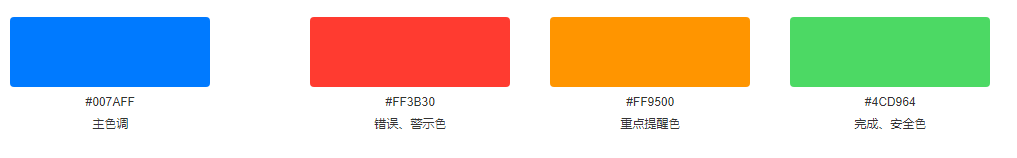 #007AFF
主色调
#FF3B30
错误、警示色
#FF9500
重点提醒色
#4CD964
完成、安全色